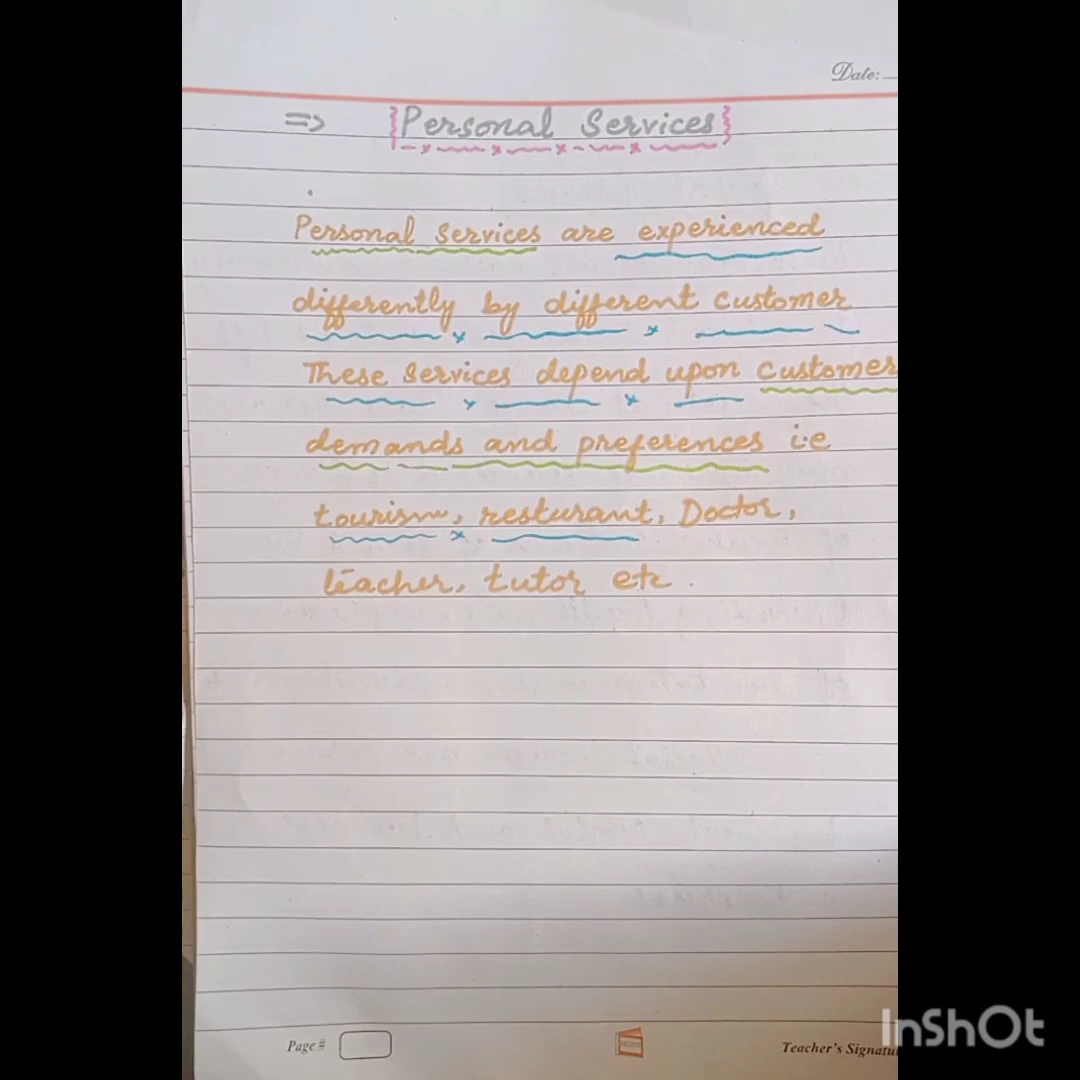 Date:
=> {Personal Services}
Personal Services are experienced
differently by different customer
These services depend upon customer
demands and preferences i.e
tourism, resturant, Doctor,
teacher, tutor etc.
Page #
Teacher's Signatu
InShOt